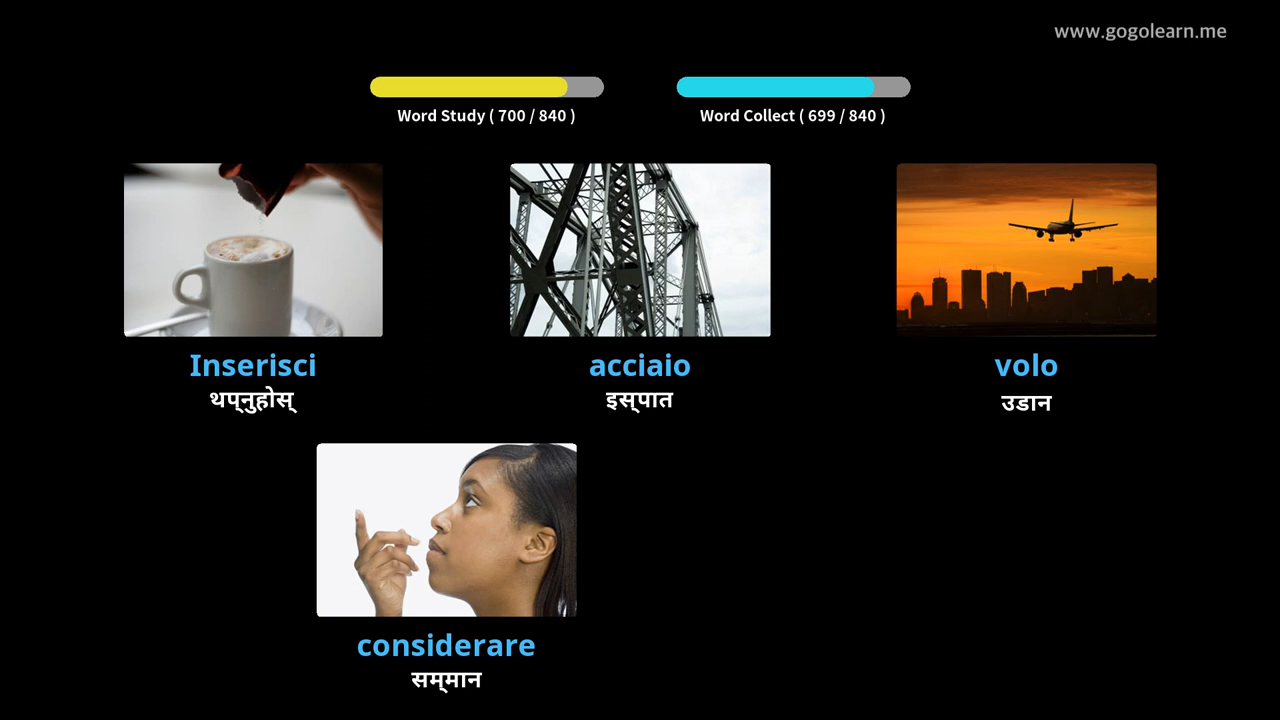 www.gogolearn.me
Word Study ( 700 / 840 )
Word Collect ( 699 / 840 )
Inserisci
थप्‌नुहोस्
acciaio
इस्‌पात
volo
उडान
considerare
सम्‌मान